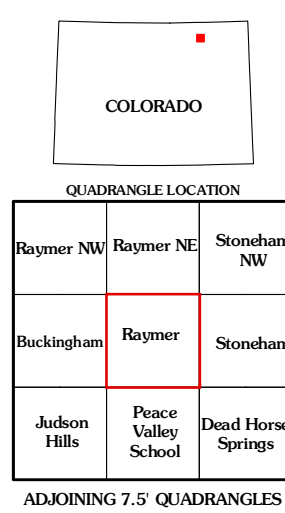 COLORADO
QUADRANGLE LOCATION
Raymer NW Raymer NE Stoneham
NW
Buckingham Raymer Stoneham
Judson
Hills
Peace
Valley
School
Dead Horse
Springs
ADJOINING 7.5' QUADRANGLES